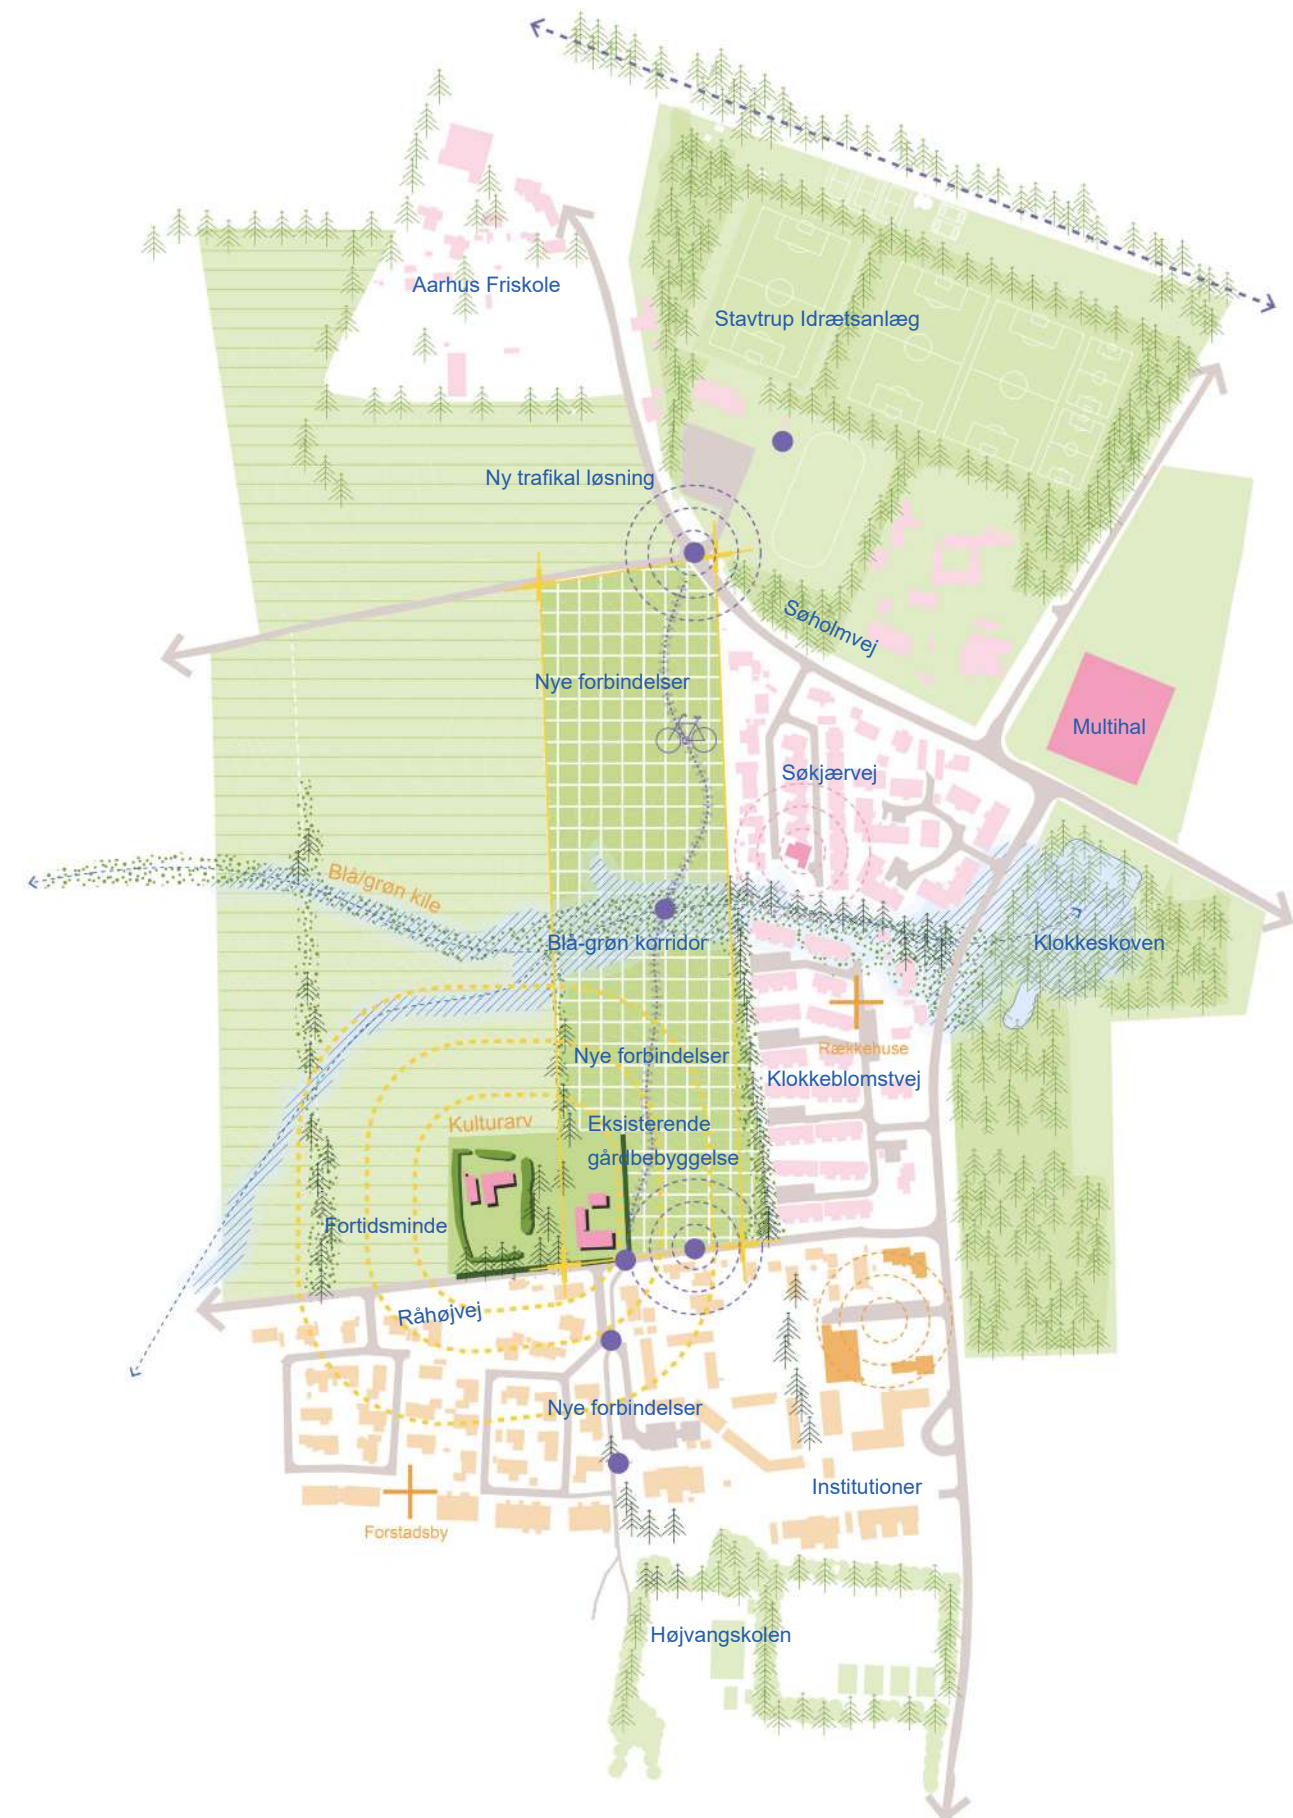 Aarhus Friskole
Stavtrup Idrætsanlæg
Ny trafikal løsning
Søholmvej
Nye forbindelser
Multihal
Søkjærvej
Blå/grøn kile
Blå-grøn korridor
Klokkeskoven
Rækkehuse
Nye forbindelser
Klokkeblomstvej
Kulturarv
Eksisterende
gårdbebyggelse
Fortidsminde
Råhøjvej
Nye forbindelser
Institutioner
Forstadsby
Højvangskolen